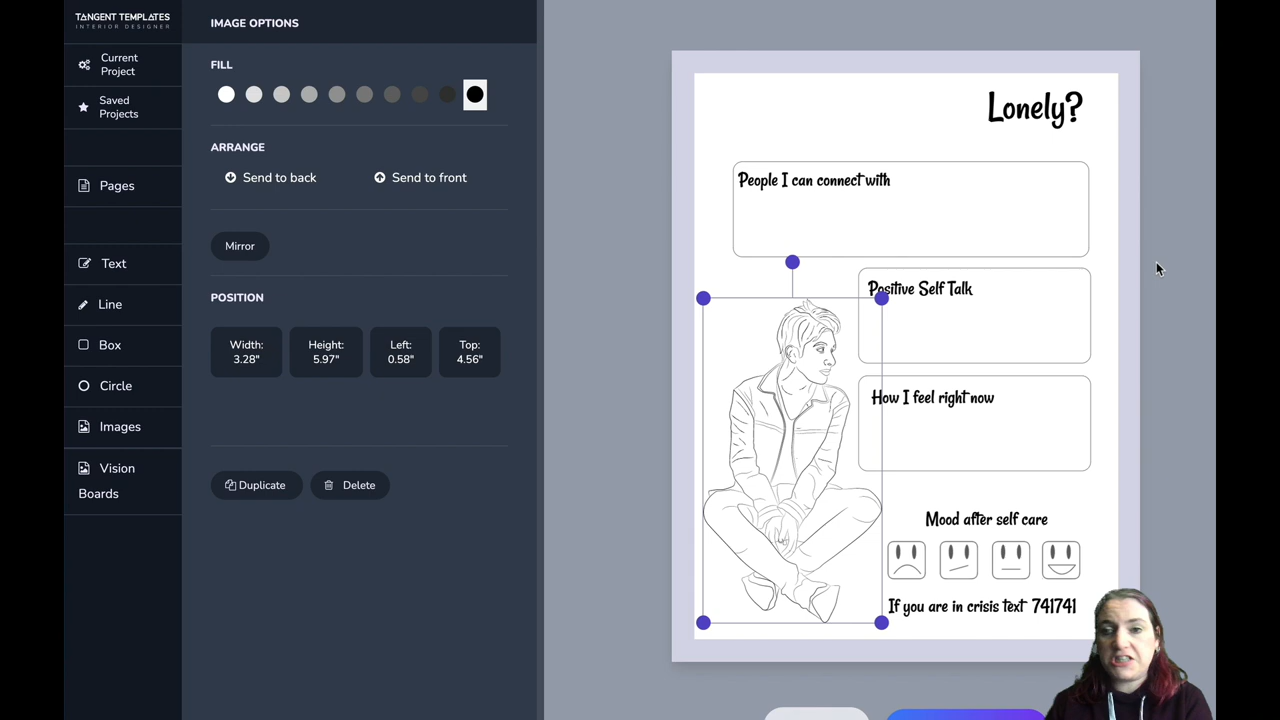 TANGENT TEMPLATES
INTERIOR DESIGNER
Current
Project
Saved
Projects
Pages
Text
Line
Box
Circle
Images
Vision
Boards
IMAGE OPTIONS
FILL
ARRANGE
Send to back
Send to front
Mirror
POSITION
Width:
3.28"
Height:
5.97"
Left:
0.58"
Top:
4.56"
Duplicate
Delete
Lonely?
People I can connect with
Positive Self Talk
How I feel right now
Mood after self care
If you are in crisis text 741741